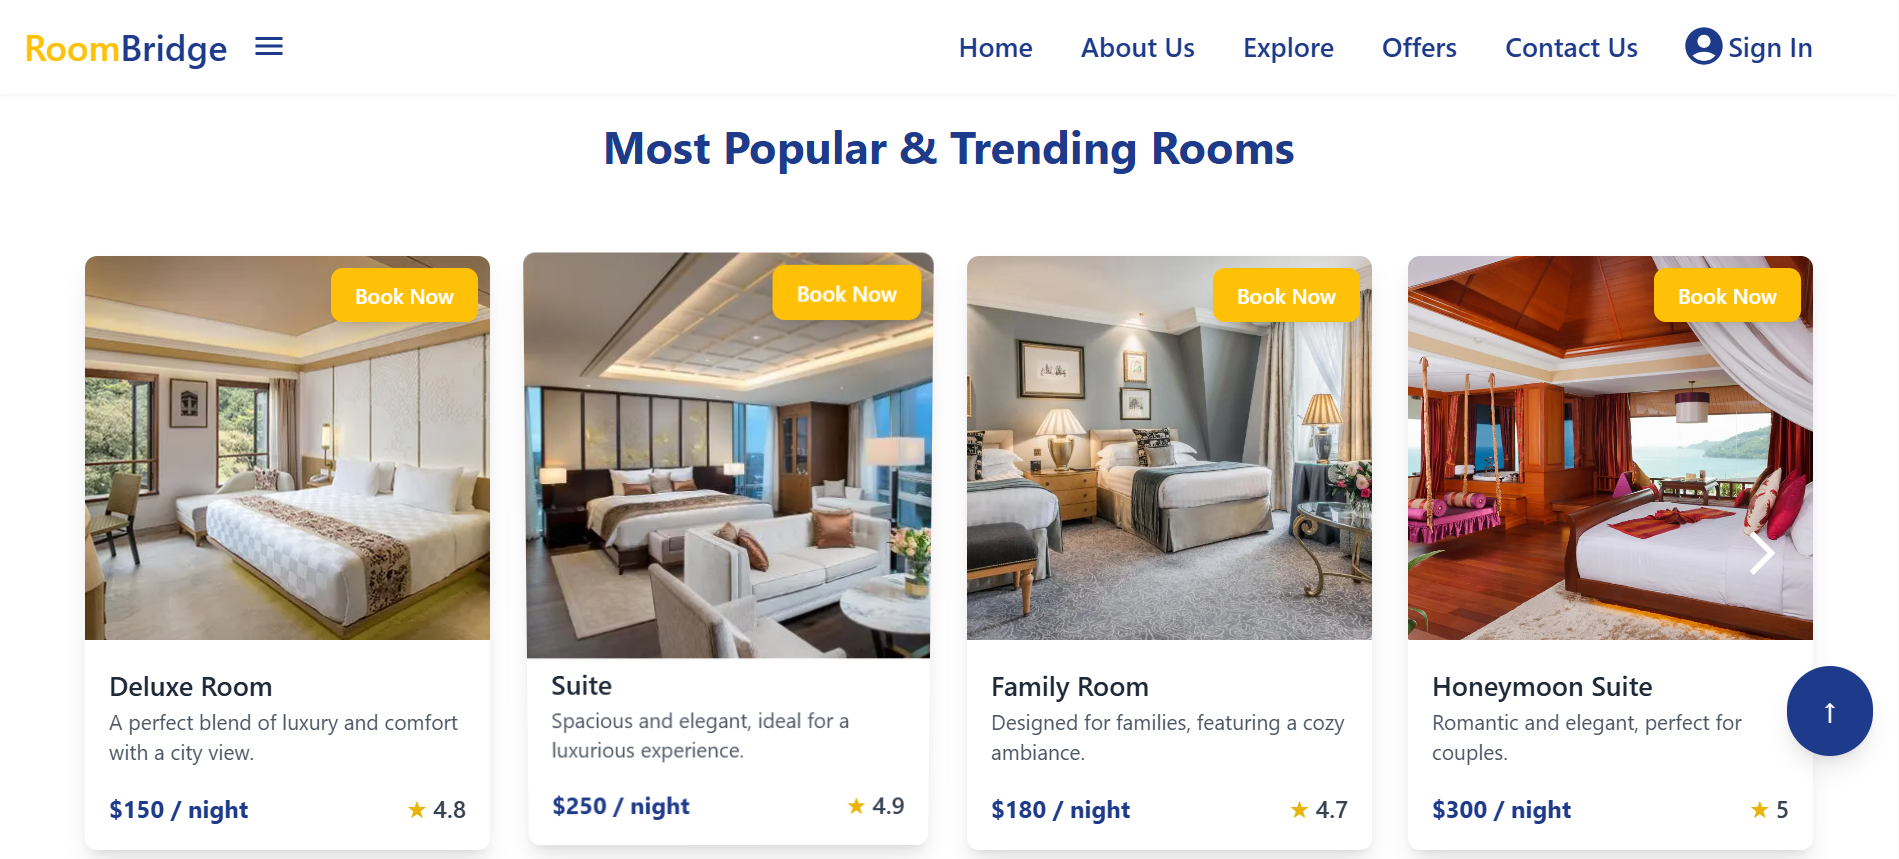 RoomBridge
Home
About Us
Explore
Offers
Contact Us
Sign In
Most Popular & Trending Rooms
Book Now
Deluxe Room
A perfect blend of luxury and comfort
with a city view.
$150 / night
★ 4.8
Book Now
Suite
Spacious and elegant, ideal for a
luxurious experience.
$250 / night
★ 4.9
Book Now
Family Room
Designed for families, featuring a cozy
ambiance.
$180 / night
★ 4.7
Book Now
Honeymoon Suite
Romantic and elegant, perfect for
couples.
$300 / night
★ 5
↑